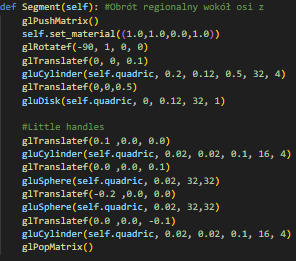 def Segment(self): #Obrót regionalny wokół osi z
glPushMatrix()
self.set_material((1.0,1.0,0.0,1.0))
glRotatef(-90, 1, 0, 0)
glTranslatef(0, 0, 0.1)
gluCylinder(self.quadric, 0.2, 0.12, 0.5, 32, 4)
glTranslatef(0,0,0.5)
gluDisk(self.quadric, 0, 0.12, 32, 1)
#Little handles
glTranslatef(0.1 ,0.0, 0.0)
gluCylinder(self.quadric, 0.02, 0.02, 0.1, 16, 4)
glTranslatef(0.0 ,0.0, 0.1)
gluSphere(self.quadric, 0.02, 32,32)
glTranslatef(-0.2 ,0.0, 0.0)
gluSphere(self.quadric, 0.02, 32,32)
glTranslatef(0.0 ,0.0, -0.1)
gluCylinder(self.quadric, 0.02, 0.02, 0.1, 16, 4)
glPopMatrix()